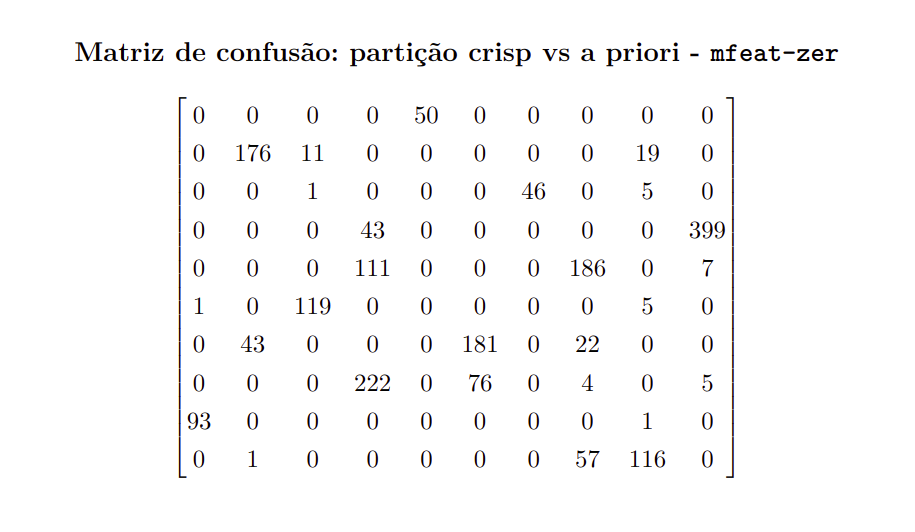 Matriz de confusão: partição crisp vs a priori - mfeat-zer
0 0 0 0 50 0 0 0 0 0
0 176 11 0 0 0 0 0 19 0
0 0 1 0 0 0 46 0 5 0
0 0 0 43 0 0 0 0 0 399
0 0 0 111 0 0 0 186 0 7
1 0 119 0 0 0 0 0 5 0
0 43 0 0 0 181 0 22 0 0
0 0 0 222 0 76 0 4 0 5
93 0 0 0 0 0 0 0 1 0
0 1 0 0 0 0 0 57 116 0